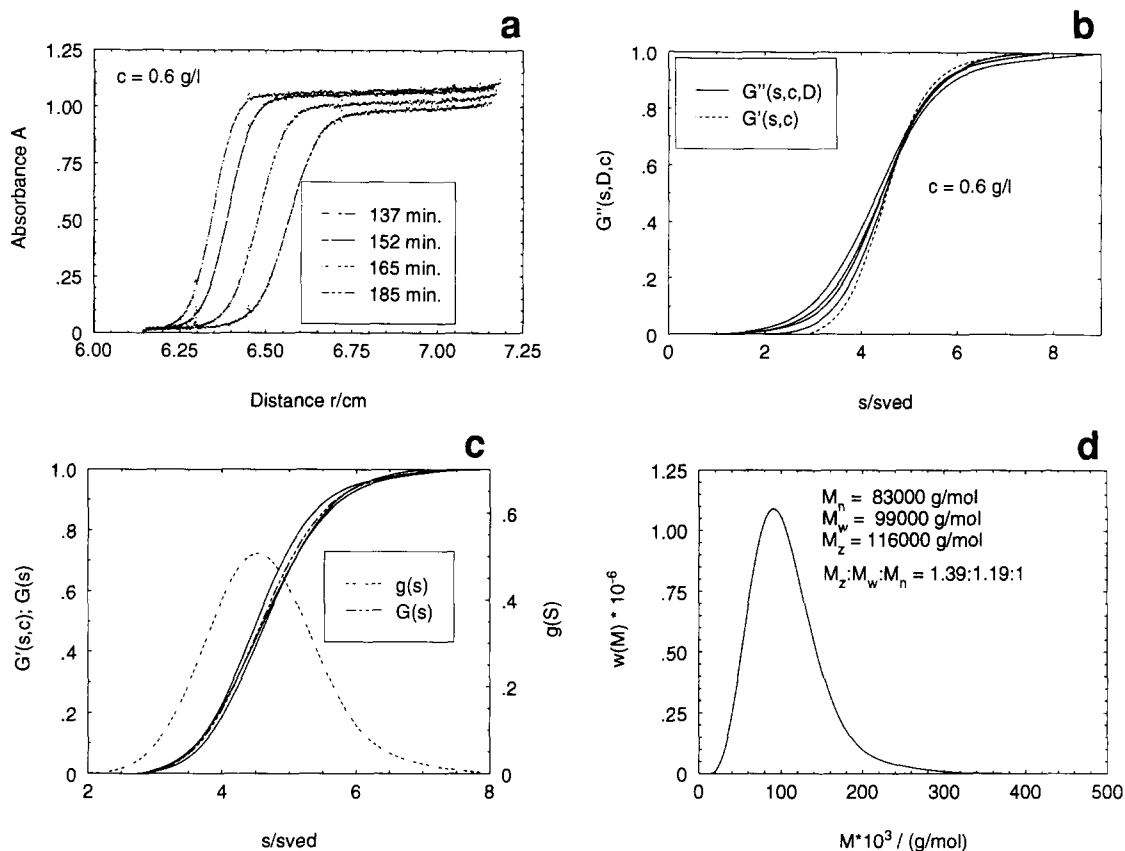 a
1.25
1.00
.75
.50
.25
0
Absorbance A
c = 0.6 g/l
137 min.
152 min.
165 min.
185 min.
6.00 6.25 6.50 6.75 7.00 7.25
Distance r/cm
b
1.0
.8
.6
.4
.2
0
G''(s,D,c)
G''(s,c,D)
G'(s,c)
c = 0.6 g/l
0 2 4 6 8
s/sved
c
1.0
.8
.6
.4
.2
0
G'(s,c); G(s)
g(s)
G(s)
.6
.4
.2
0
g(S)
2 4 6 8
s/sved
d
1.25
1.00
.75
.50
.25
0
w(M) * 10⁻⁶
Mₙ = 83000 g/mol
M_w = 99000 g/mol
M_z = 116000 g/mol
M_z:M_w:Mₙ = 1.39:1.19:1
0 100 200 300 400 500
M*10³ / (g/mol)